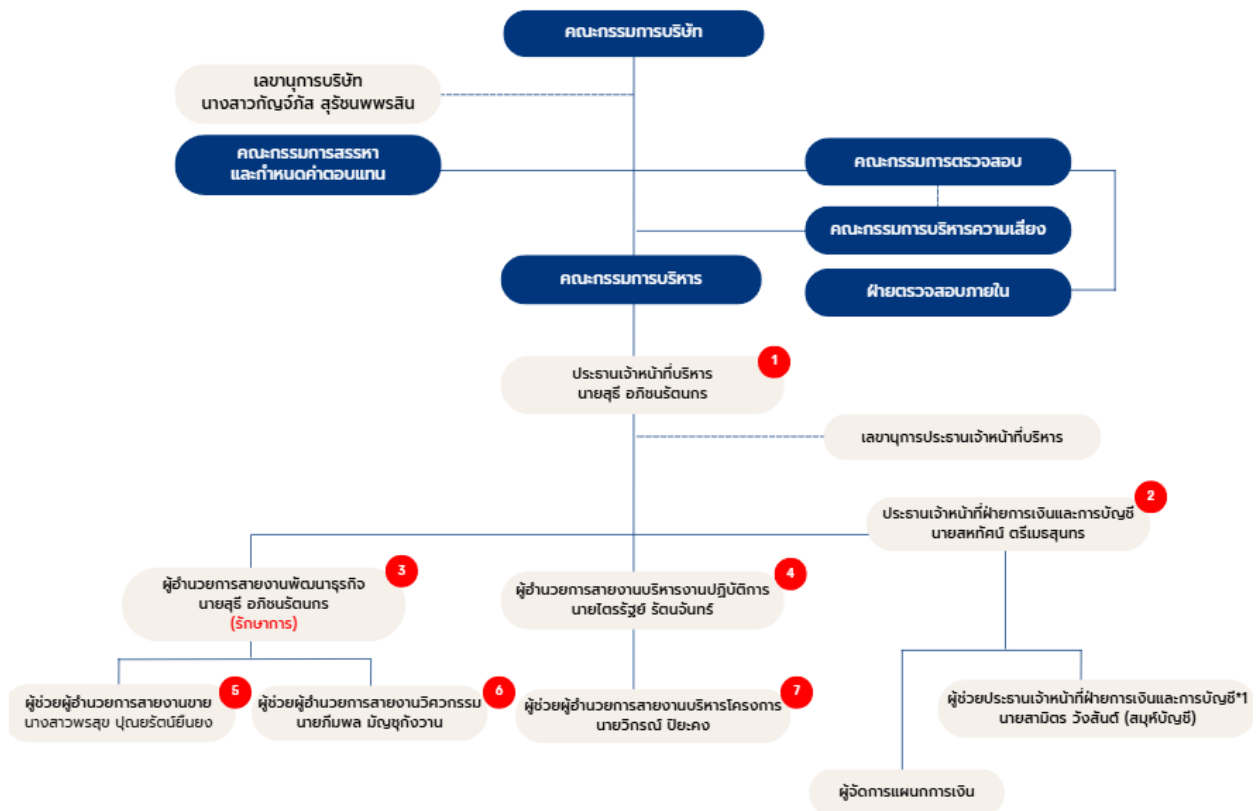 คณะกรรมการบริษัท
เลขานุการบริษัท
นางสาวกัญจ์ภัส สุรัชนพพรสิน
คณะกรรมการสรรหา
และกำหนดค่าตอบแทน
คณะกรรมการตรวจสอบ
คณะกรรมการบริหารความเสี่ยง
คณะกรรมการบริหาร
ฝ่ายตรวจสอบภายใน
1
ประธานเจ้าหน้าที่บริหาร
นายสุธี อภิชนรัตนกร
เลขานุการประธานเจ้าหน้าที่บริหาร
2
ประธานเจ้าหน้าที่ฝ่ายการเงินและการบัญชี
นายสหทัศน์ ตรีเมธสุนทร
3
ผู้อำนวยการสายงานพัฒนาธุรกิจ
นายสุธี อภิชนรัตนกร
(รักษาการ)
4
ผู้อำนวยการสายงานบริหารงานปฏิบัติการ
นายไตรรัฐย์ รัตนจันทร์
5
ผู้ช่วยผู้อำนวยการสายงานขาย
นางสาวพรสุข ปุณยรัตน์ยืนยง
6
ผู้ช่วยผู้อำนวยการสายงานวิศวกรรม
นายภีมพล มัญชุกังวาน
7
ผู้ช่วยผู้อำนวยการสายงานบริหารโครงการ
นายวิกรณ์ ปิยะคง
ผู้ช่วยประธานเจ้าหน้าที่ฝ่ายการเงินและการบัญชี*1
นายสามิตร วังสันต์ (สมุห์บัญชี)
ผู้จัดการแผนกการเงิน